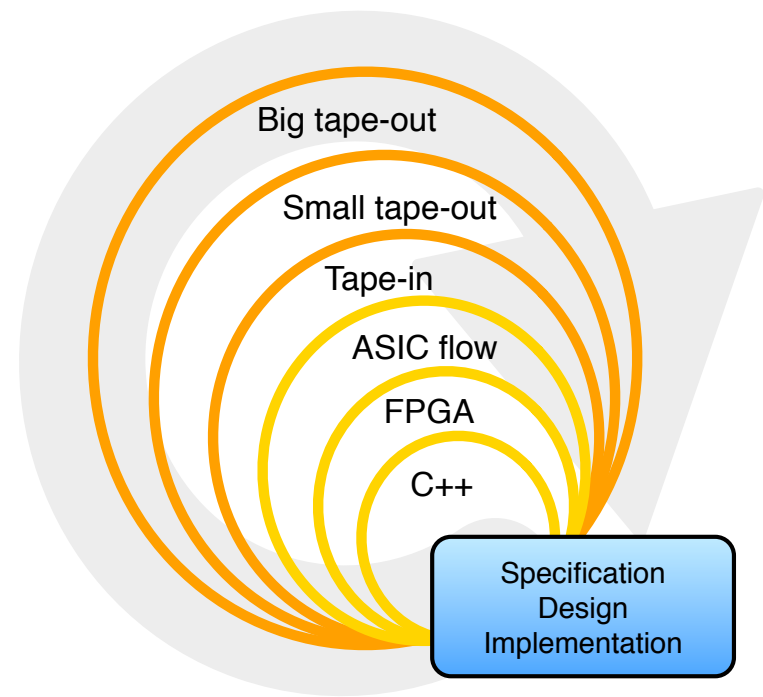 Big tape-out
Small tape-out
Tape-in
ASIC flow
FPGA
C++
Specification
Design
Implementation